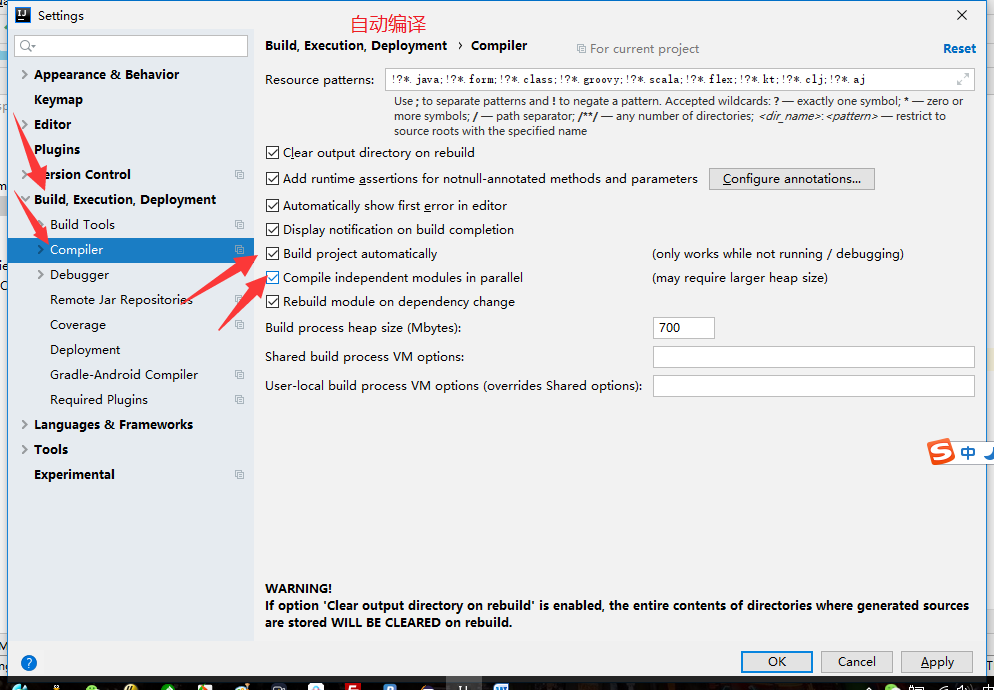 Settings
自动编译
Build, Execution, Deployment › Compiler
For current project
Reset
Appearance & Behavior
Keymap
Editor
Plugins
ersion Control
Build, Execution, Deployment
Build Tools
Compiler
Debugger
Remote Jar Repositories
Coverage
Deployment
Gradle-Android Compiler
Required Plugins
Languages & Frameworks
Tools
Experimental
Resource patterns:
!?*.java;!?*.form;!?*.class;!?*.groovy;!?*.scala;!?*.flex;!?*.kt;!?*.clj;!?*.aj
Use ; to separate patterns and ! to negate a pattern. Accepted wildcards: ? — exactly one symbol; * — zero or
more symbols; / — path separator; /**/ — any number of directories; <dir_name>:<pattern> — restrict to
source roots with the specified name
Clear output directory on rebuild
Add runtime assertions for notnull-annotated methods and parameters
Configure annotations...
Automatically show first error in editor
Display notification on build completion
Build project automatically
(only works while not running / debugging)
Compile independent modules in parallel
(may require larger heap size)
Rebuild module on dependency change
Build process heap size (Mbytes):
700
Shared build process VM options:
User-local build process VM options (overrides Shared options):
中
WARNING!
If option 'Clear output directory on rebuild' is enabled, the entire contents of directories where generated sources
are stored WILL BE CLEARED on rebuild.
OK
Cancel
Apply